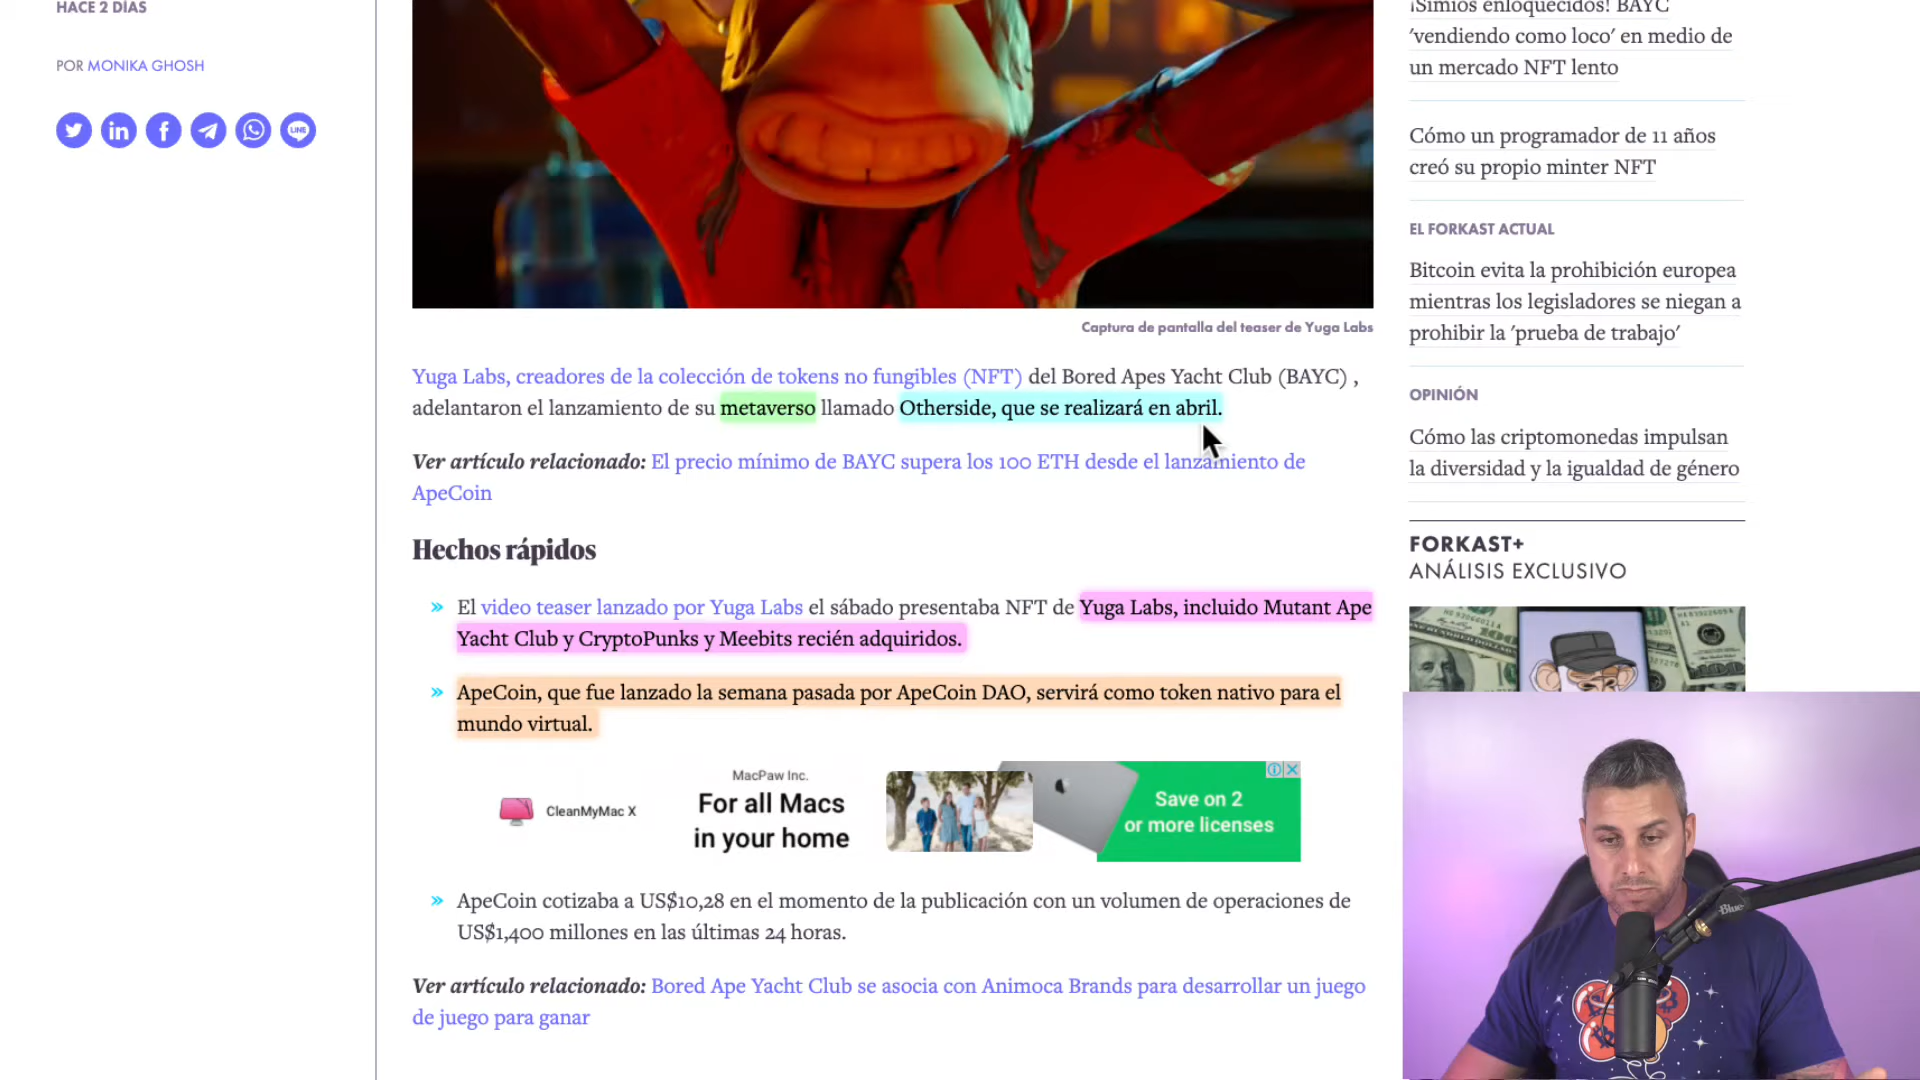 HACE 2 DÍAS
POR MONIKA GHOSH
LINE
Captura de pantalla del teaser de Yuga Labs
Yuga Labs, creadores de la colección de tokens no fungibles (NFT) del Bored Apes Yacht Club (BAYC) ,
adelantaron el lanzamiento de su metaverso llamado Otherside, que se realizará en abril.
Ver artículo relacionado: El precio mínimo de BAYC supera los 100 ETH desde el lanzamiento de
ApeCoin
Hechos rápidos
El video teaser lanzado por Yuga Labs el sábado presentaba NFT de Yuga Labs, incluido Mutant Ape
Yacht Club y CryptoPunks y Meebits recién adquiridos.
ApeCoin, que fue lanzado la semana pasada por ApeCoin DAO, servirá como token nativo para el
mundo virtual.
CleanMyMac X
MacPaw Inc.
For all Macs
in your home
Save on 2
or more licenses
ApeCoin cotizaba a US$10,28 en el momento de la publicación con un volumen de operaciones de
US$1,400 millones en las últimas 24 horas.
Ver artículo relacionado: Bored Ape Yacht Club se asocia con Animoca Brands para desarrollar un juego
de juego para ganar
¡Simios enloquecidos! BAYC
'vendiendo como loco' en medio de
un mercado NFT lento
Cómo un programador de 11 años
creó su propio minter NFT
EL FORKAST ACTUAL
Bitcoin evita la prohibición europea
mientras los legisladores se niegan a
prohibir la 'prueba de trabajo'
OPINIÓN
Cómo las criptomonedas impulsan
la diversidad y la igualdad de género
FORKAST+
ANÁLISIS EXCLUSIVO
Blue